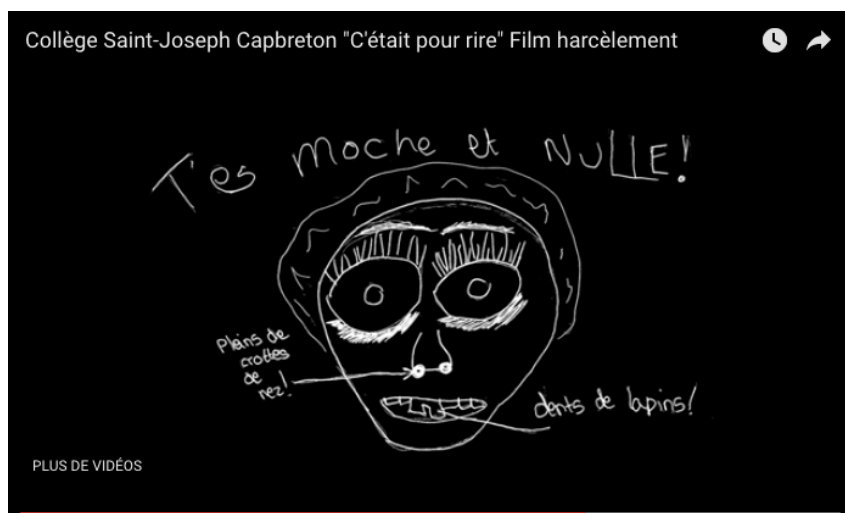 Collège Saint-Joseph Capbreton "C'était pour rire" Film harcèlement
T'es moche et NULLE!
Plains de
crottes
de
nez!
dents de lapins!
PLUS DE VIDÉOS